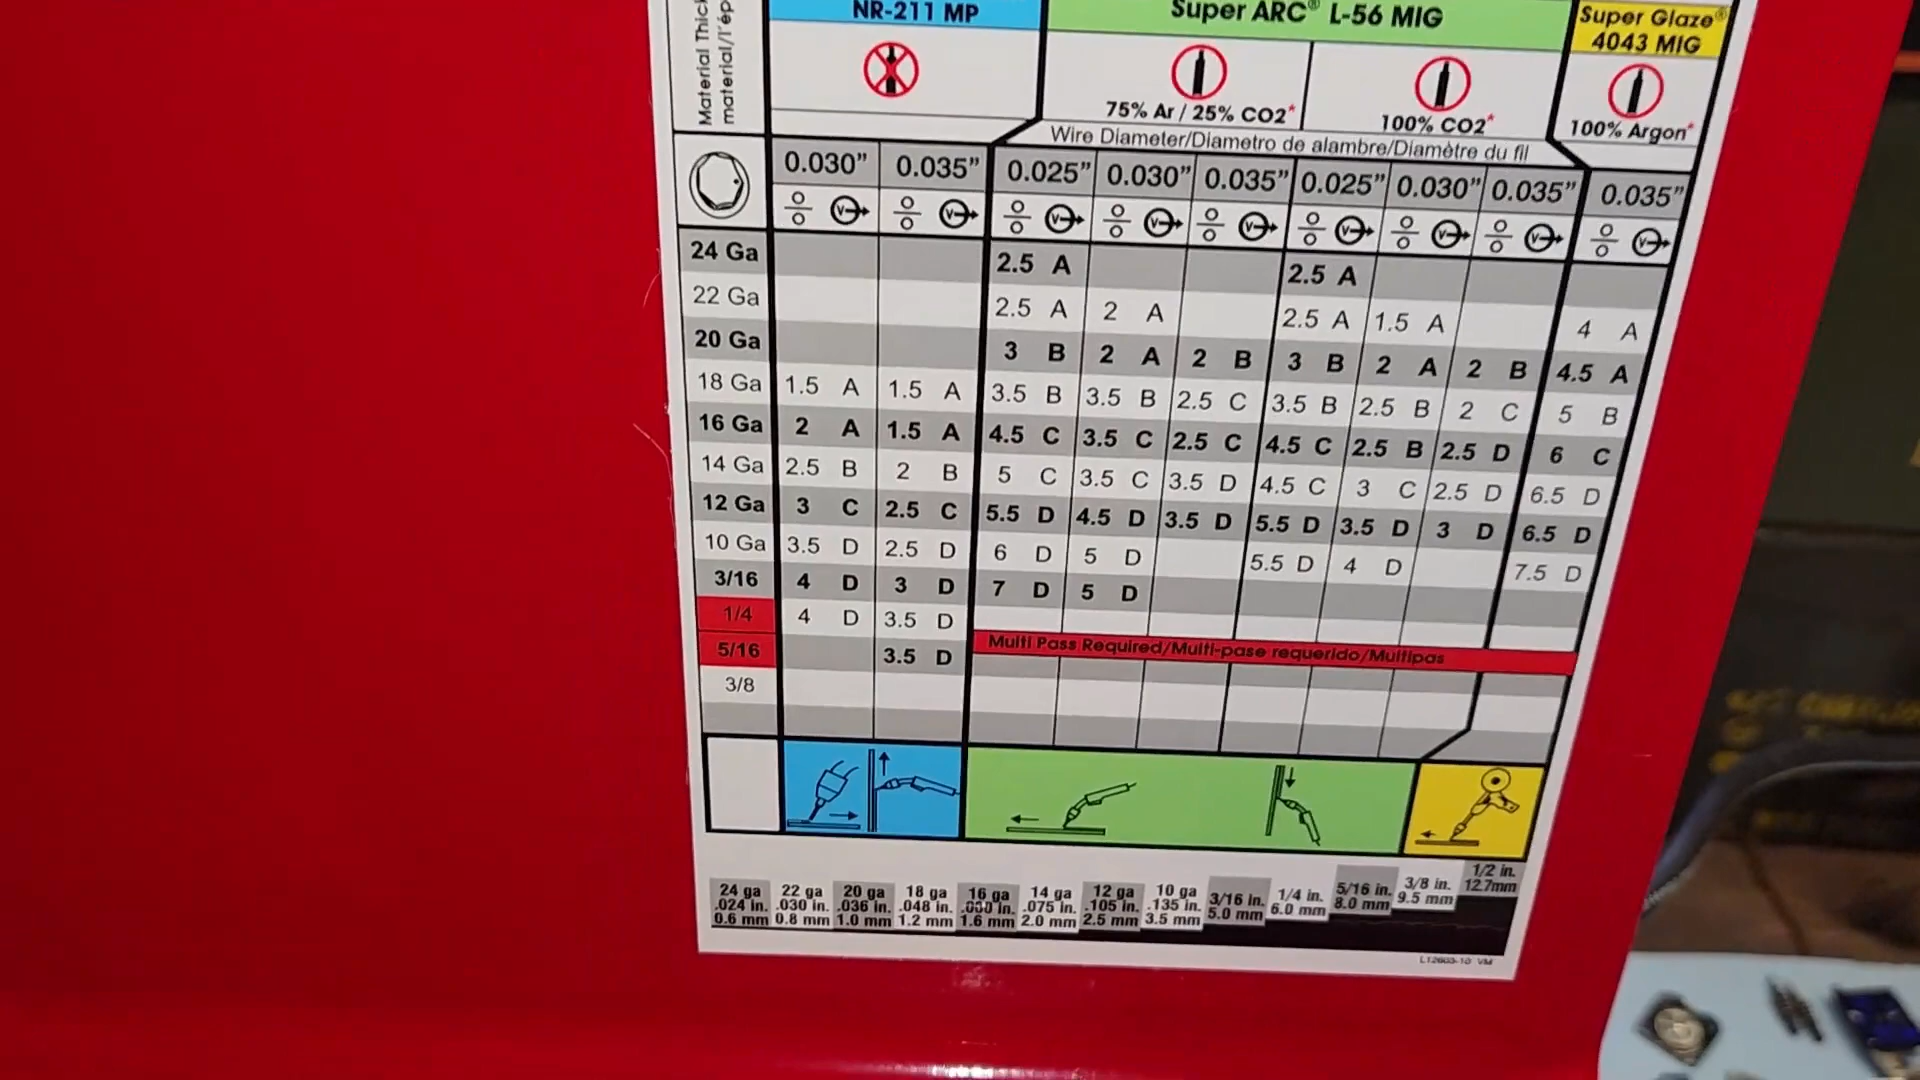 Material Thick
material/l'ép
NR-211 MP
Super ARC® L-56 MIG
Super Glaze®
4043 MIG
75% Ar / 25% CO2*
100% CO2*
100% Argon*
Wire Diameter/Diametro de alambre/Diamètre du fil
0.030” 0.035” 0.025” 0.030” 0.035” 0.025” 0.030” 0.035” 0.035”
V V V V V V V V V
24 Ga 2.5 A 2.5 A
22 Ga 2.5 A 2 A 2.5 A 1.5 A 4 A
20 Ga 3 B 2 A 2 B 3 B 2 A 2 B 4.5 A
18 Ga 1.5 A 1.5 A 3.5 B 3.5 B 2.5 C 3.5 B 2.5 B 2 C 5 B
16 Ga 2 A 1.5 A 4.5 C 3.5 C 2.5 C 4.5 C 2.5 B 2.5 D 6 C
14 Ga 2.5 B 2 B 5 C 3.5 C 3.5 D 4.5 C 3 C 2.5 D 6.5 D
12 Ga 3 C 2.5 C 5.5 D 4.5 D 3.5 D 5.5 D 3.5 D 3 D 6.5 D
10 Ga 3.5 D 2.5 D 6 D 5 D 5.5 D 4 D 7.5 D
3/16 4 D 3 D 7 D 5 D
1/4 4 D 3.5 D
Multi Pass Required/Multi-pase requerido/Multipas
5/16 3.5 D
3/8
24 ga 22 ga 20 ga 18 ga 16 ga 14 ga 12 ga 10 ga 3/16 in. 1/4 in. 5/16 in. 3/8 in. 1/2 in.
.024 in. .030 in. .036 in. .048 in. in. .075 in. .105 in. .135 in. 5.0 mm 6.0 mm 8.0 mm 9.5 mm 12.7mm
0.6 mm 0.8 mm 1.0 mm 1.2 mm 1.6 mm 2.0 mm 2.5 mm 3.5 mm
L12603-10 VM